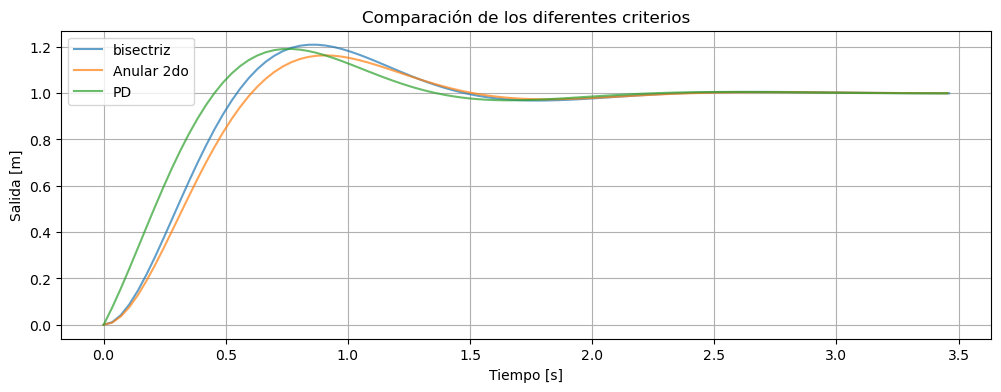 Comparación de los diferentes criterios
bisectriz
Anular 2do
PD
Salida [m]
1.2
1.0
0.8
0.6
0.4
0.2
0.0
0.0 0.5 1.0 1.5 2.0 2.5 3.0 3.5
Tiempo [s]